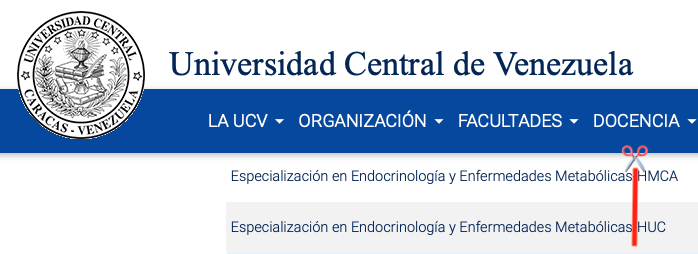 UNIVERSIDAD CENTRAL
CARACAS - VENEZUELA
Universidad Central de Venezuela
LA UCV ORGANIZACIÓN FACULTADES DOCENCIA
Especialización en Endocrinología y Enfermedades Metabólicas HMCA
Especialización en Endocrinología y Enfermedades Metabólicas HUC